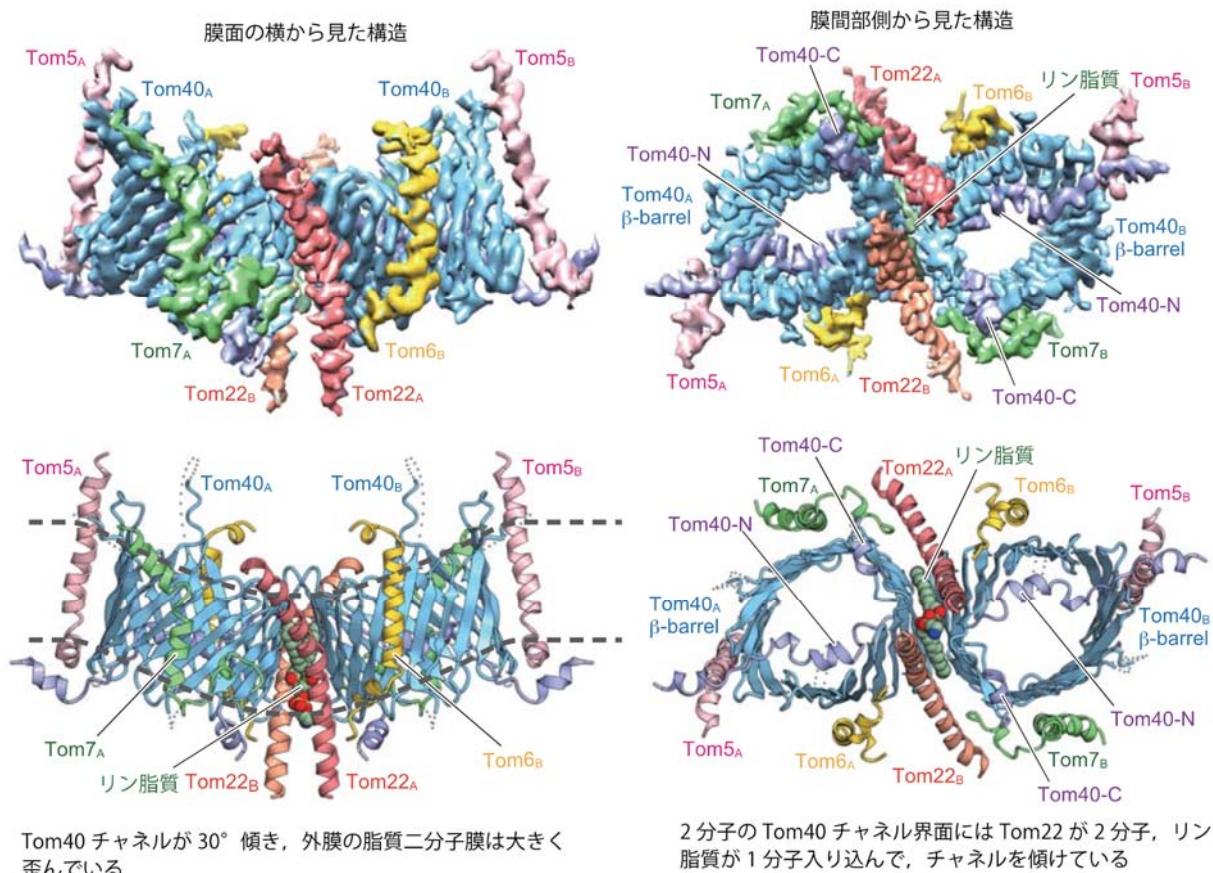 膜面の横から見た構造
Tom5A
Tom5B
Tom40A
Tom40B
Tom7A
Tom6B
Tom22B
Tom22A
膜間部側から見た構造
Tom40-C
Tom22A
リン脂質
Tom7A
Tom6B
Tom5B
Tom40-N
Tom40A
β-barrel
Tom40B
β-barrel
Tom40-N
Tom7B
Tom5A
Tom6A
Tom22B
Tom40-C
Tom5A
Tom40A
Tom40B
Tom5B
Tom7A
リン脂質
Tom22B
Tom22A
Tom6B
Tom40 チャネルが 30° 傾き，外膜の脂質二分子膜は大きく
歪んでいる
Tom40-C
Tom22A
リン脂質
Tom7A
Tom6B
Tom5B
Tom40-N
Tom40A
β-barrel
Tom40B
β-barrel
Tom40-N
Tom5A
Tom6A
Tom22B
Tom7B
Tom40-C
2 分子の Tom40 チャネル界面には Tom22 が 2 分子，リン
脂質が 1 分子入り込んで，チャネルを傾けている